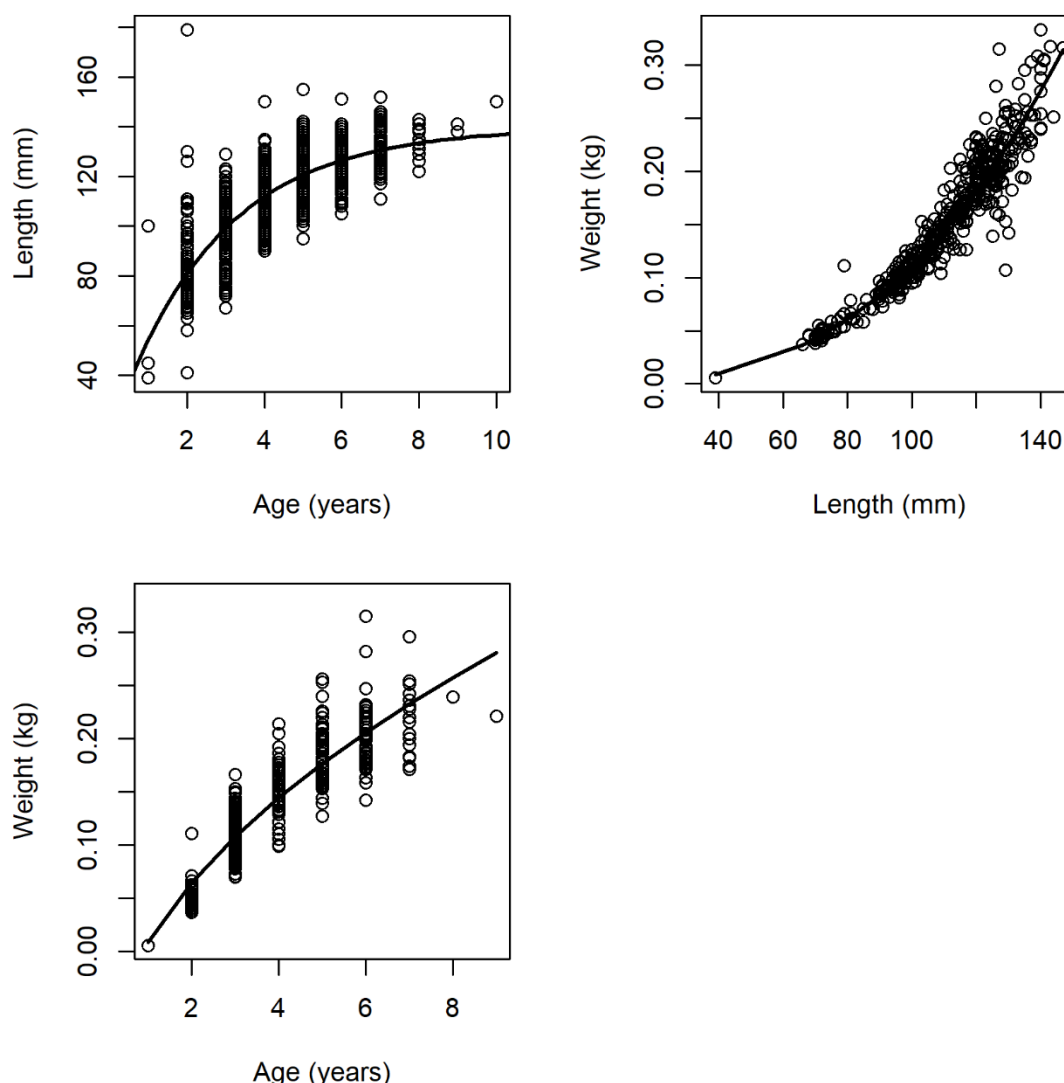 Length (mm)
40 80 120 160
2 4 6 8 10
Age (years)
Weight (kg)
0.00 0.10 0.20 0.30
40 60 80 100 140
Length (mm)
Weight (kg)
0.00 0.10 0.20 0.30
2 4 6 8
Age (years)